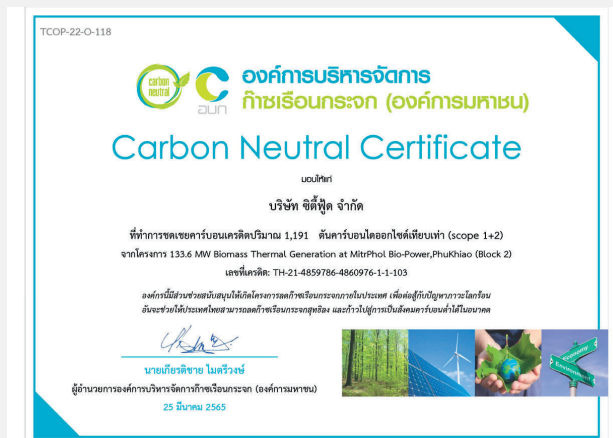 TCOP-22-O-118
carbon
neutral
อบก
องค์การบริหารจัดการ
ก๊าซเรือนกระจก (องค์การมหาชน)
Carbon Neutral Certificate
มอบให้แก่
บริษัท ซิตี้ฟู้ด จำกัด
ที่ทำการชดเชยคาร์บอนเครดิตปริมาณ 1,191 ตันคาร์บอนไดออกไซด์เทียบเท่า (scope 1+2)
จากโครงการ 133.6 MW Biomass Thermal Generation at MitrPhol Bio-Power,PhuKhiao (Block 2)
เลขที่เครดิต: TH-21-4859786-4860976-1-1-103
องค์กรนี้มีส่วนช่วยสนับสนุนให้เกิดโครงการลดก๊าซเรือนกระจกภายในประเทศ เพื่อต่อสู้กับปัญหาภาวะโลกร้อน
อันจะช่วยให้ประเทศไทยสามารถลดก๊าซเรือนกระจกสุทธิลง และก้าวไปสู่การเป็นสังคมคาร์บอนต่ำได้ในอนาคต
นายเกียรติชาย ไมตรีวงษ์
ผู้อำนวยการองค์การบริหารจัดการก๊าซเรือนกระจก (องค์การมหาชน)
25 มีนาคม 2565
Economy
Environment